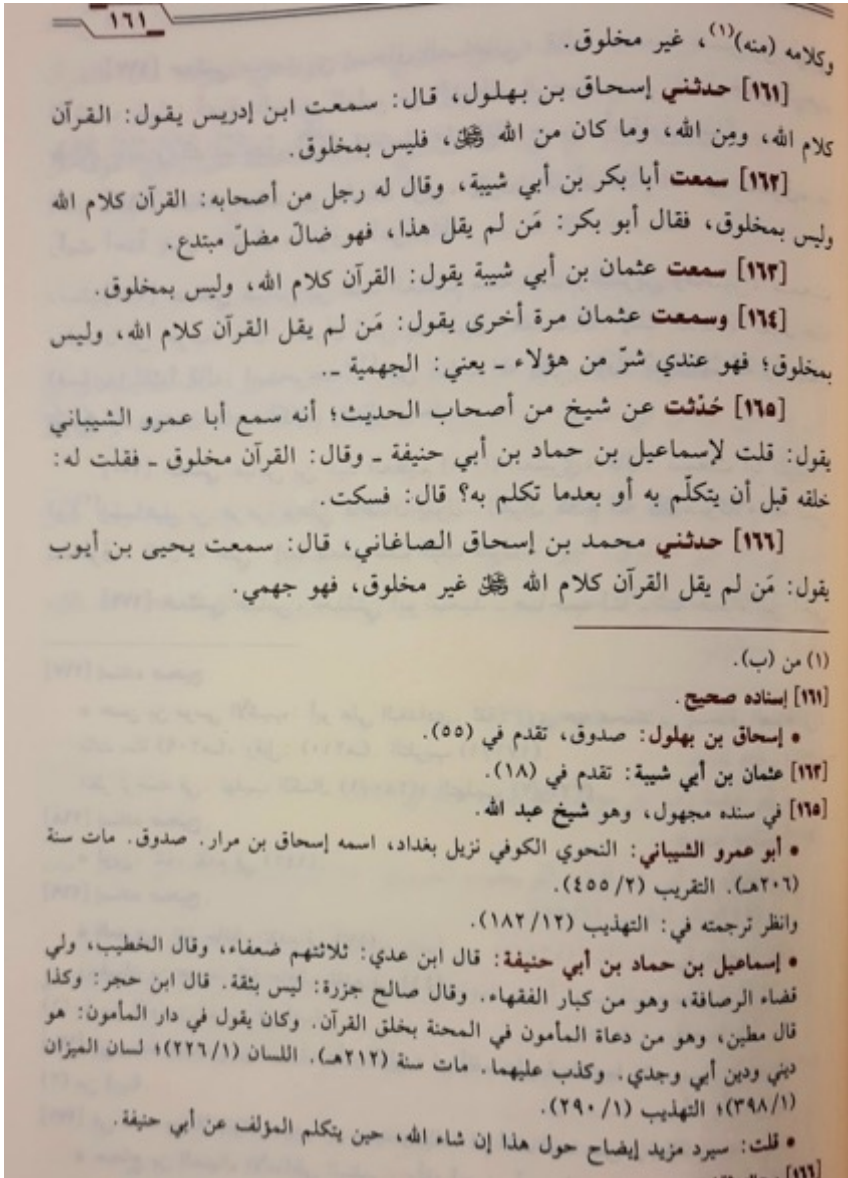 ١٦١
وكلامه (منه)(١)، غير مخلوق.
[١٦١] حدثني إسحاق بن بهلول، قال: سمعت ابن إدريس يقول: القرآن
كلام الله، ومِن الله، وما كان من الله ﷻ، فليس بمخلوق.
[١٦٢] سمعت أبا بكر بن أبي شيبة، وقال له رجل من أصحابه: القرآن كلام الله
وليس بمخلوق، فقال أبو بكر: مَن لم يقل هذا، فهو ضالّ مضلّ مبتدع.
[١٦٣] سمعت عثمان بن أبي شيبة يقول: القرآن كلام الله، وليس بمخلوق.
[١٦٤] وسمعت عثمان مرة أخرى يقول: مَن لم يقل القرآن كلام الله، وليس
بمخلوق؛ فهو عندي شرّ من هؤلاء ـ يعني: الجهمية ـ.
[١٦٥] حُدّثت عن شيخ من أصحاب الحديث؛ أنه سمع أبا عمرو الشيباني
يقول: قلت لإسماعيل بن حماد بن أبي حنيفة ـ وقال: القرآن مخلوق ـ فقلت له:
خلقه قبل أن يتكلّم به أو بعدما تكلم به؟ قال: فسكت.
[١٦٦] حدثني محمد بن إسحاق الصاغاني، قال: سمعت يحيى بن أيوب
يقول: مَن لم يقل القرآن كلام الله ﷻ غير مخلوق، فهو جهمي.
(١) من (ب).
[١٦١] إسناده صحيح.
• إسحاق بن بهلول: صدوق، تقدم في (٥٥).
[١٦٣] عثمان بن أبي شيبة: تقدم في (١٨).
[١٦٥] في سنده مجهول، وهو شيخ عبد الله.
• أبو عمرو الشيباني: النحوي الكوفي نزيل بغداد، اسمه إسحاق بن مرار. صدوق. مات سنة
(٢٠٦هـ). التقريب (٤٥٥/٢).
وانظر ترجمته في: التهذيب (١٨٢/١٢).
• إسماعيل بن حماد بن أبي حنيفة: قال ابن عدي: ثلاثتهم ضعفاء، وقال الخطيب، ولي
قضاء الرصافة، وهو من كبار الفقهاء. وقال صالح جزرة: ليس بثقة. قال ابن حجر: وكذا
قال مطين، وهو من دعاة المأمون في المحنة بخلق القرآن. وكان يقول في دار المأمون: هو
ديني ودين أبي وجدي. وكذب عليهما. مات سنة (٢١٢هـ). اللسان (٢٢٦/١)؛ لسان الميزان
(٣٩٨/١)؛ التهذيب (٢٩٠/١).
• قلت: سيرد مزيد إيضاح حول هذا إن شاء الله، حين يتكلم المؤلف عن أبي حنيفة.
[١٦٦]